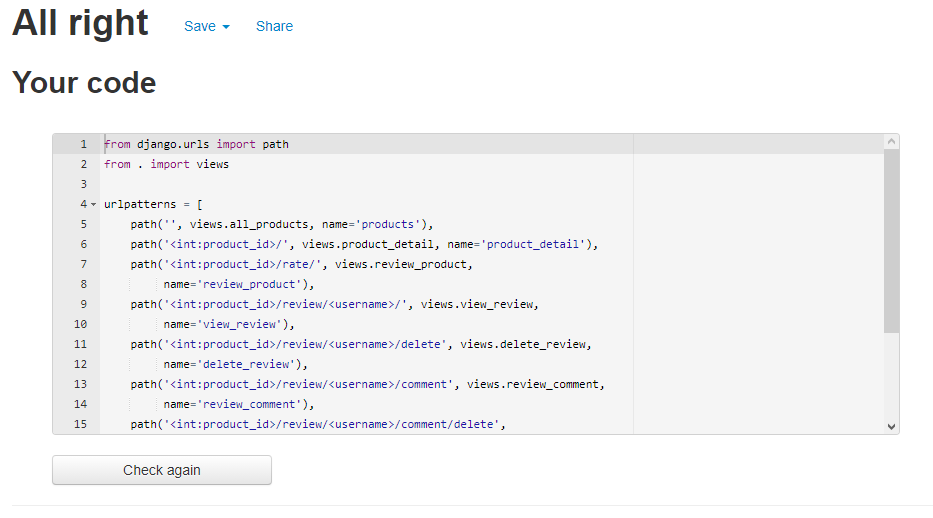 All right Save Share
Your code
1 from django.urls import path
2 from . import views
3
4 urlpatterns = [
5 path('', views.all_products, name='products'),
6 path('<int:product_id>/', views.product_detail, name='product_detail'),
7 path('<int:product_id>/rate/', views.review_product,
8 name='review_product'),
9 path('<int:product_id>/review/<username>/', views.view_review,
10 name='view_review'),
11 path('<int:product_id>/review/<username>/delete', views.delete_review,
12 name='delete_review'),
13 path('<int:product_id>/review/<username>/comment', views.review_comment,
14 name='review_comment'),
15 path('<int:product_id>/review/<username>/comment/delete',
Check again